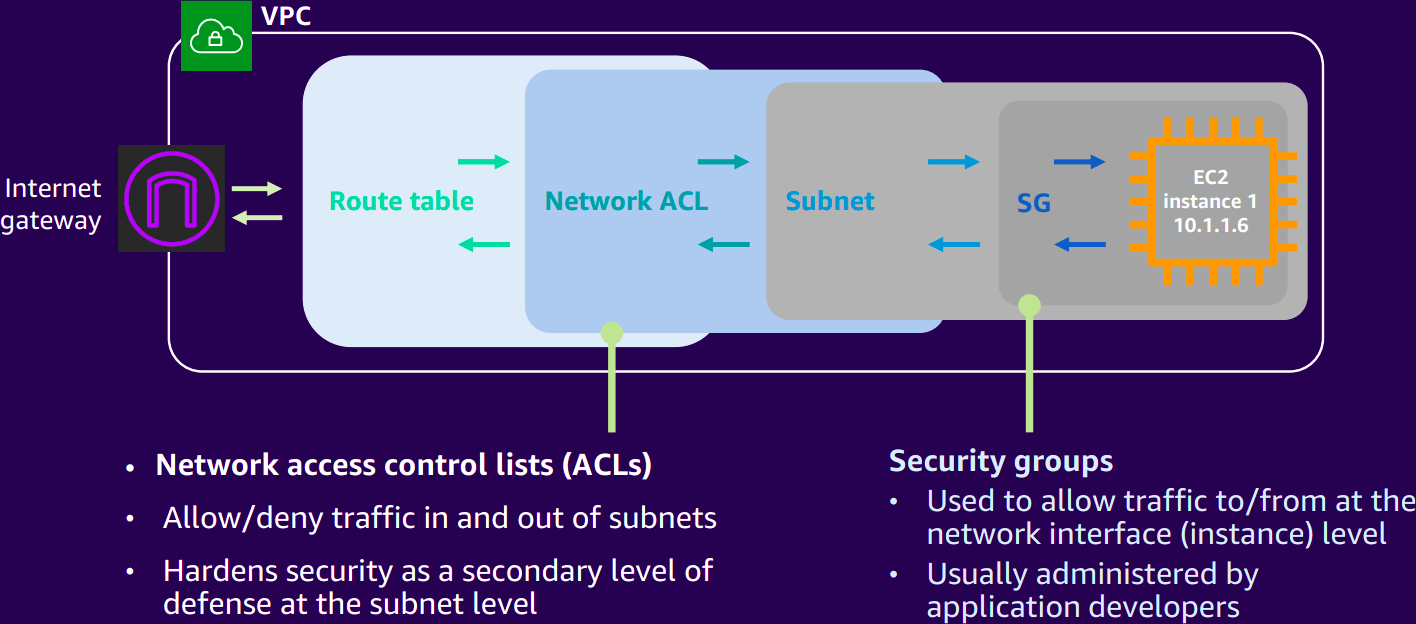 VPC
Internet
gateway
Route table
Network ACL
Subnet
SG
EC2
instance 1
10.1.1.6
• Network access control lists (ACLs)
• Allow/deny traffic in and out of subnets
• Hardens security as a secondary level of
defense at the subnet level
Security groups
• Used to allow traffic to/from at the
network interface (instance) level
• Usually administered by
application developers